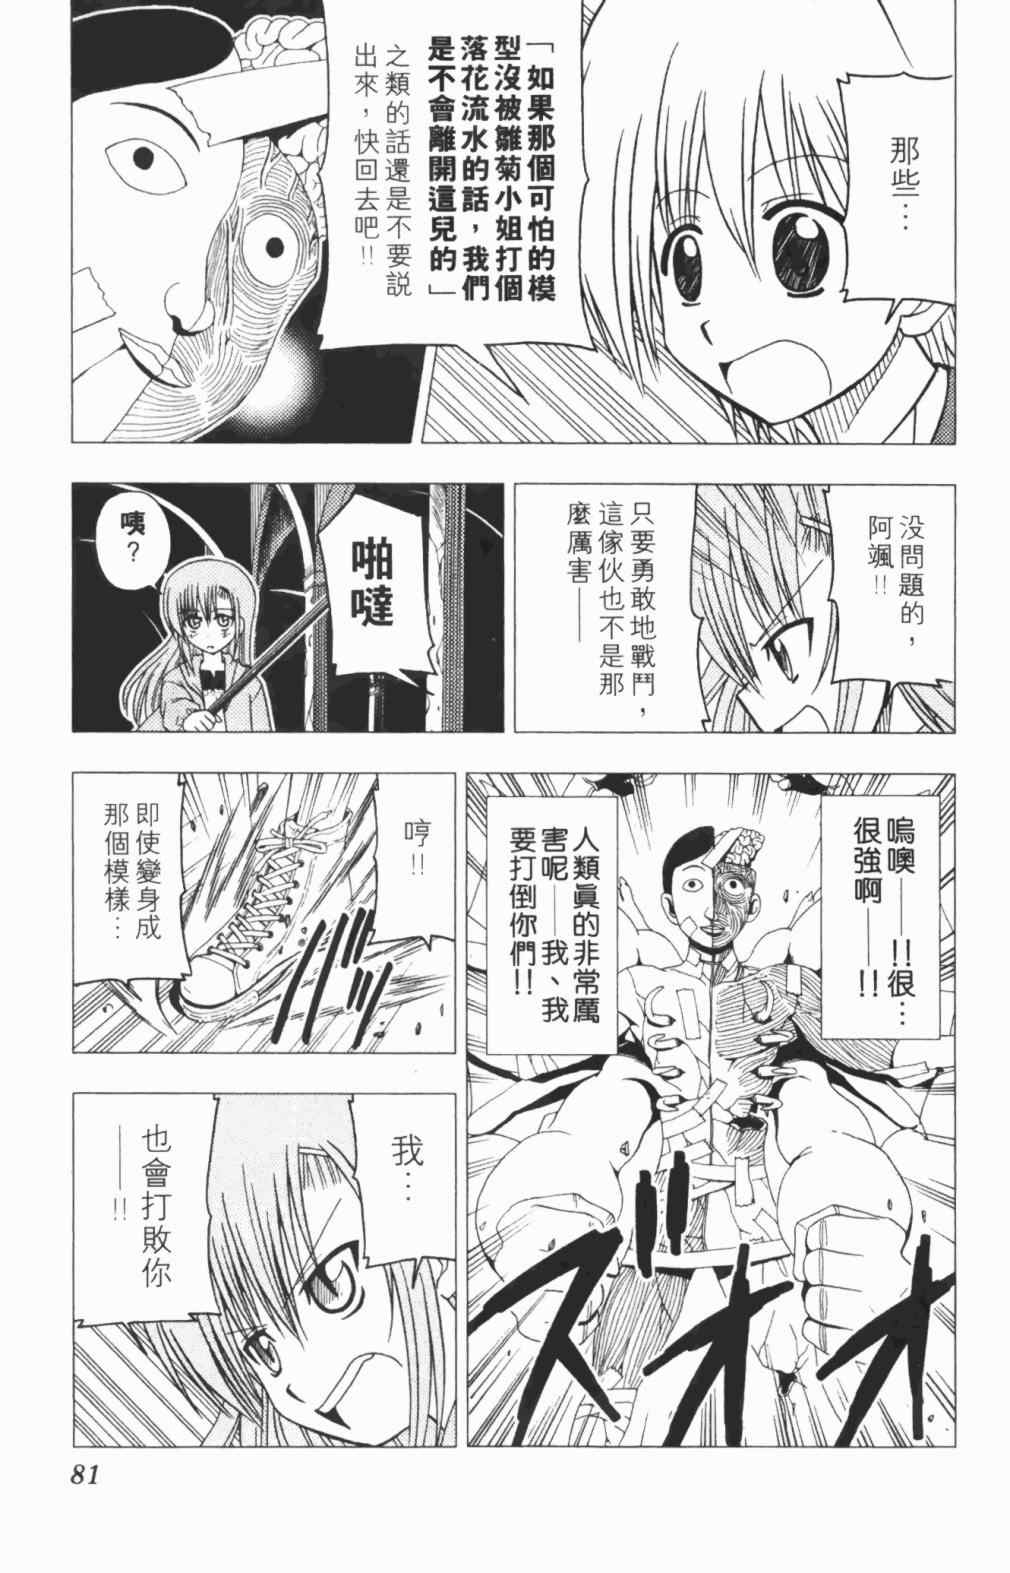 那些…
「如果那個可怕的模
型沒被雛菊小姐打個
落花流水的話，我們
是不會離開這兒的」
之類的話還是不要說
出來，快回去吧!!
没問題的，
阿颯!!
只要勇敢地戰鬥，
這傢伙也不是那
麼厲害——
啪噠
咦？
嗚噢——!!很…
很強啊——!!
人類真的非常厲
害呢—我、我
要打倒你們!!
オオオ
哼!!
即使變身成
那個模樣…
我…
也會打敗你
——!!
81